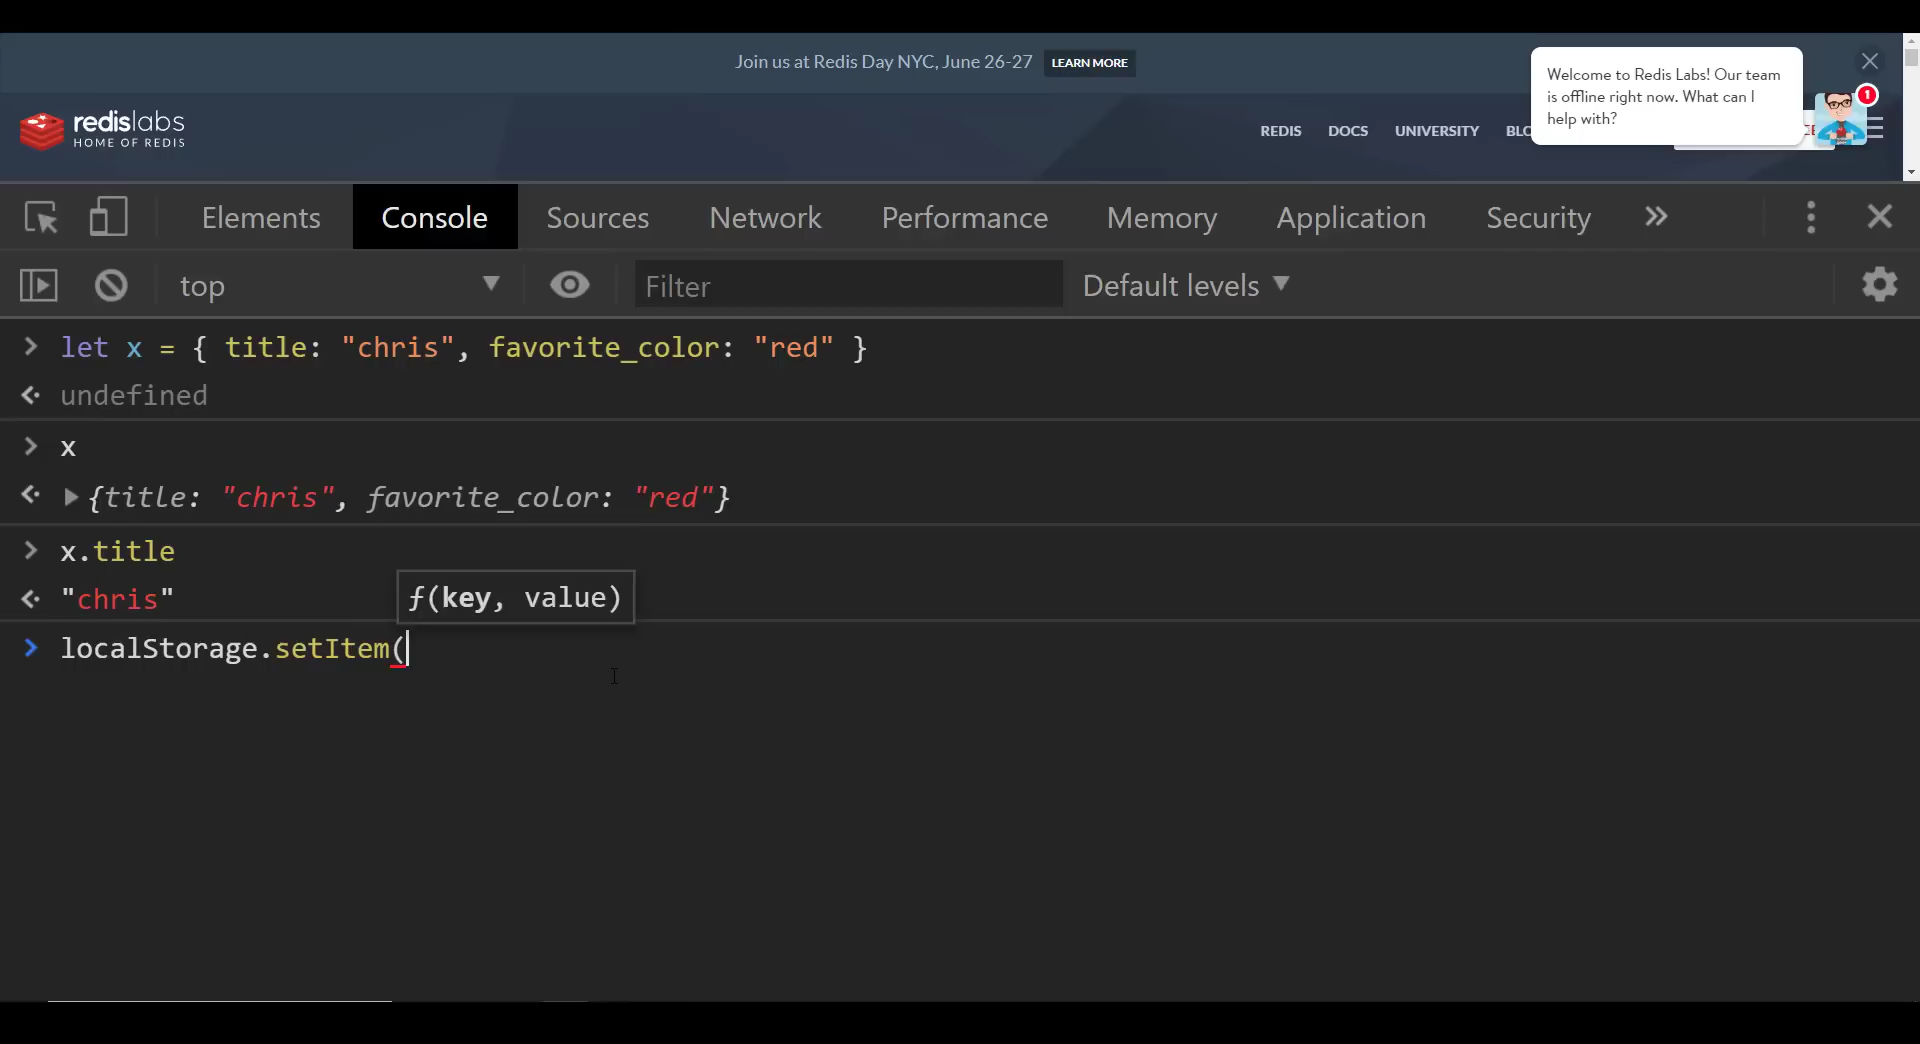 Join us at Redis Day NYC, June 26-27 LEARN MORE
Welcome to Redis Labs! Our team
is offline right now. What can I
help with?
1
redislabs
HOME OF REDIS
REDIS DOCS UNIVERSITY
Elements Console Sources Network Performance Memory Application Security
top Filter Default levels
let x = { title: "chris", favorite_color: "red" }
undefined
x
{title: "chris", favorite_color: "red"}
x.title
"chris"
ƒ(key, value)
localStorage.setItem(